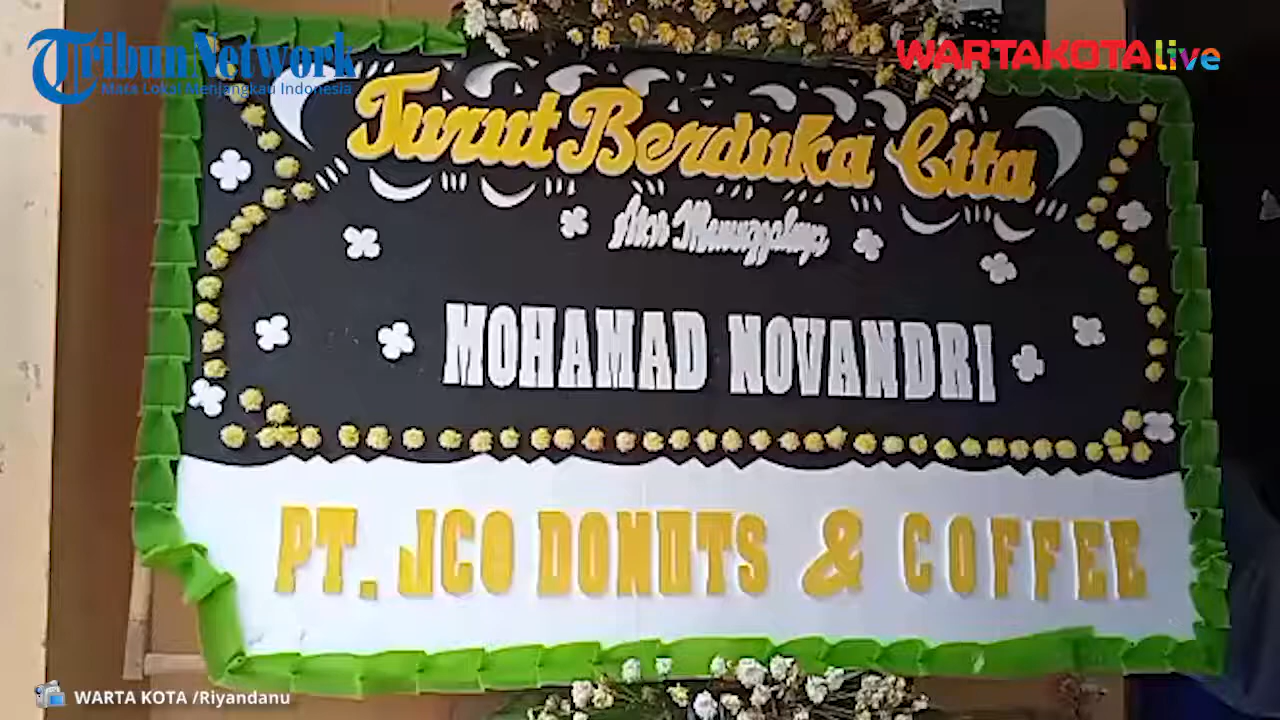 TribunNetwork
Mata Lokal Menjangkau Indonesia
WARTAKOTAlive
Turut Berduka Cita
Atas Meninggalnya
MOHAMAD NOVANDRI
PT. JCO DONUTS & COFFEE
WARTA KOTA /Riyandanu